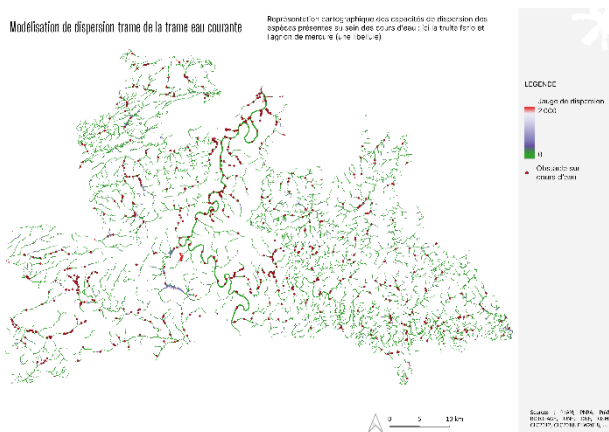 Modélisation de dispersion trame de la trame eau courante
Représentation cartographique des capacités de dispersion des
espèces présentes au sein des cours d'eau : ici la truite fario et
l'agrion de mercure (une libellule)
LEGENDE
Jauge de dispersion
2 000
0
Obstacle sur
cours d'eau
0 5 10 km
Sources :